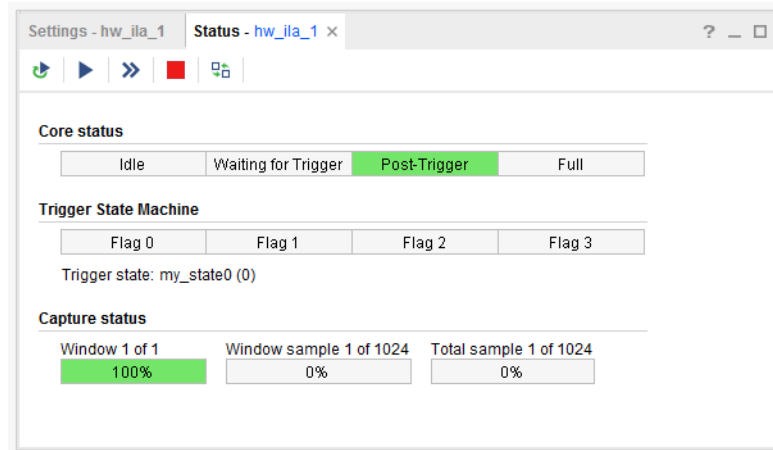 Settings - hw_ila_1 Status - hw_ila_1 ×
?
Core status
Idle Waiting for Trigger Post-Trigger Full
Trigger State Machine
Flag 0 Flag 1 Flag 2 Flag 3
Trigger state: my_state0 (0)
Capture status
Window 1 of 1 Window sample 1 of 1024 Total sample 1 of 1024
100% 0% 0%